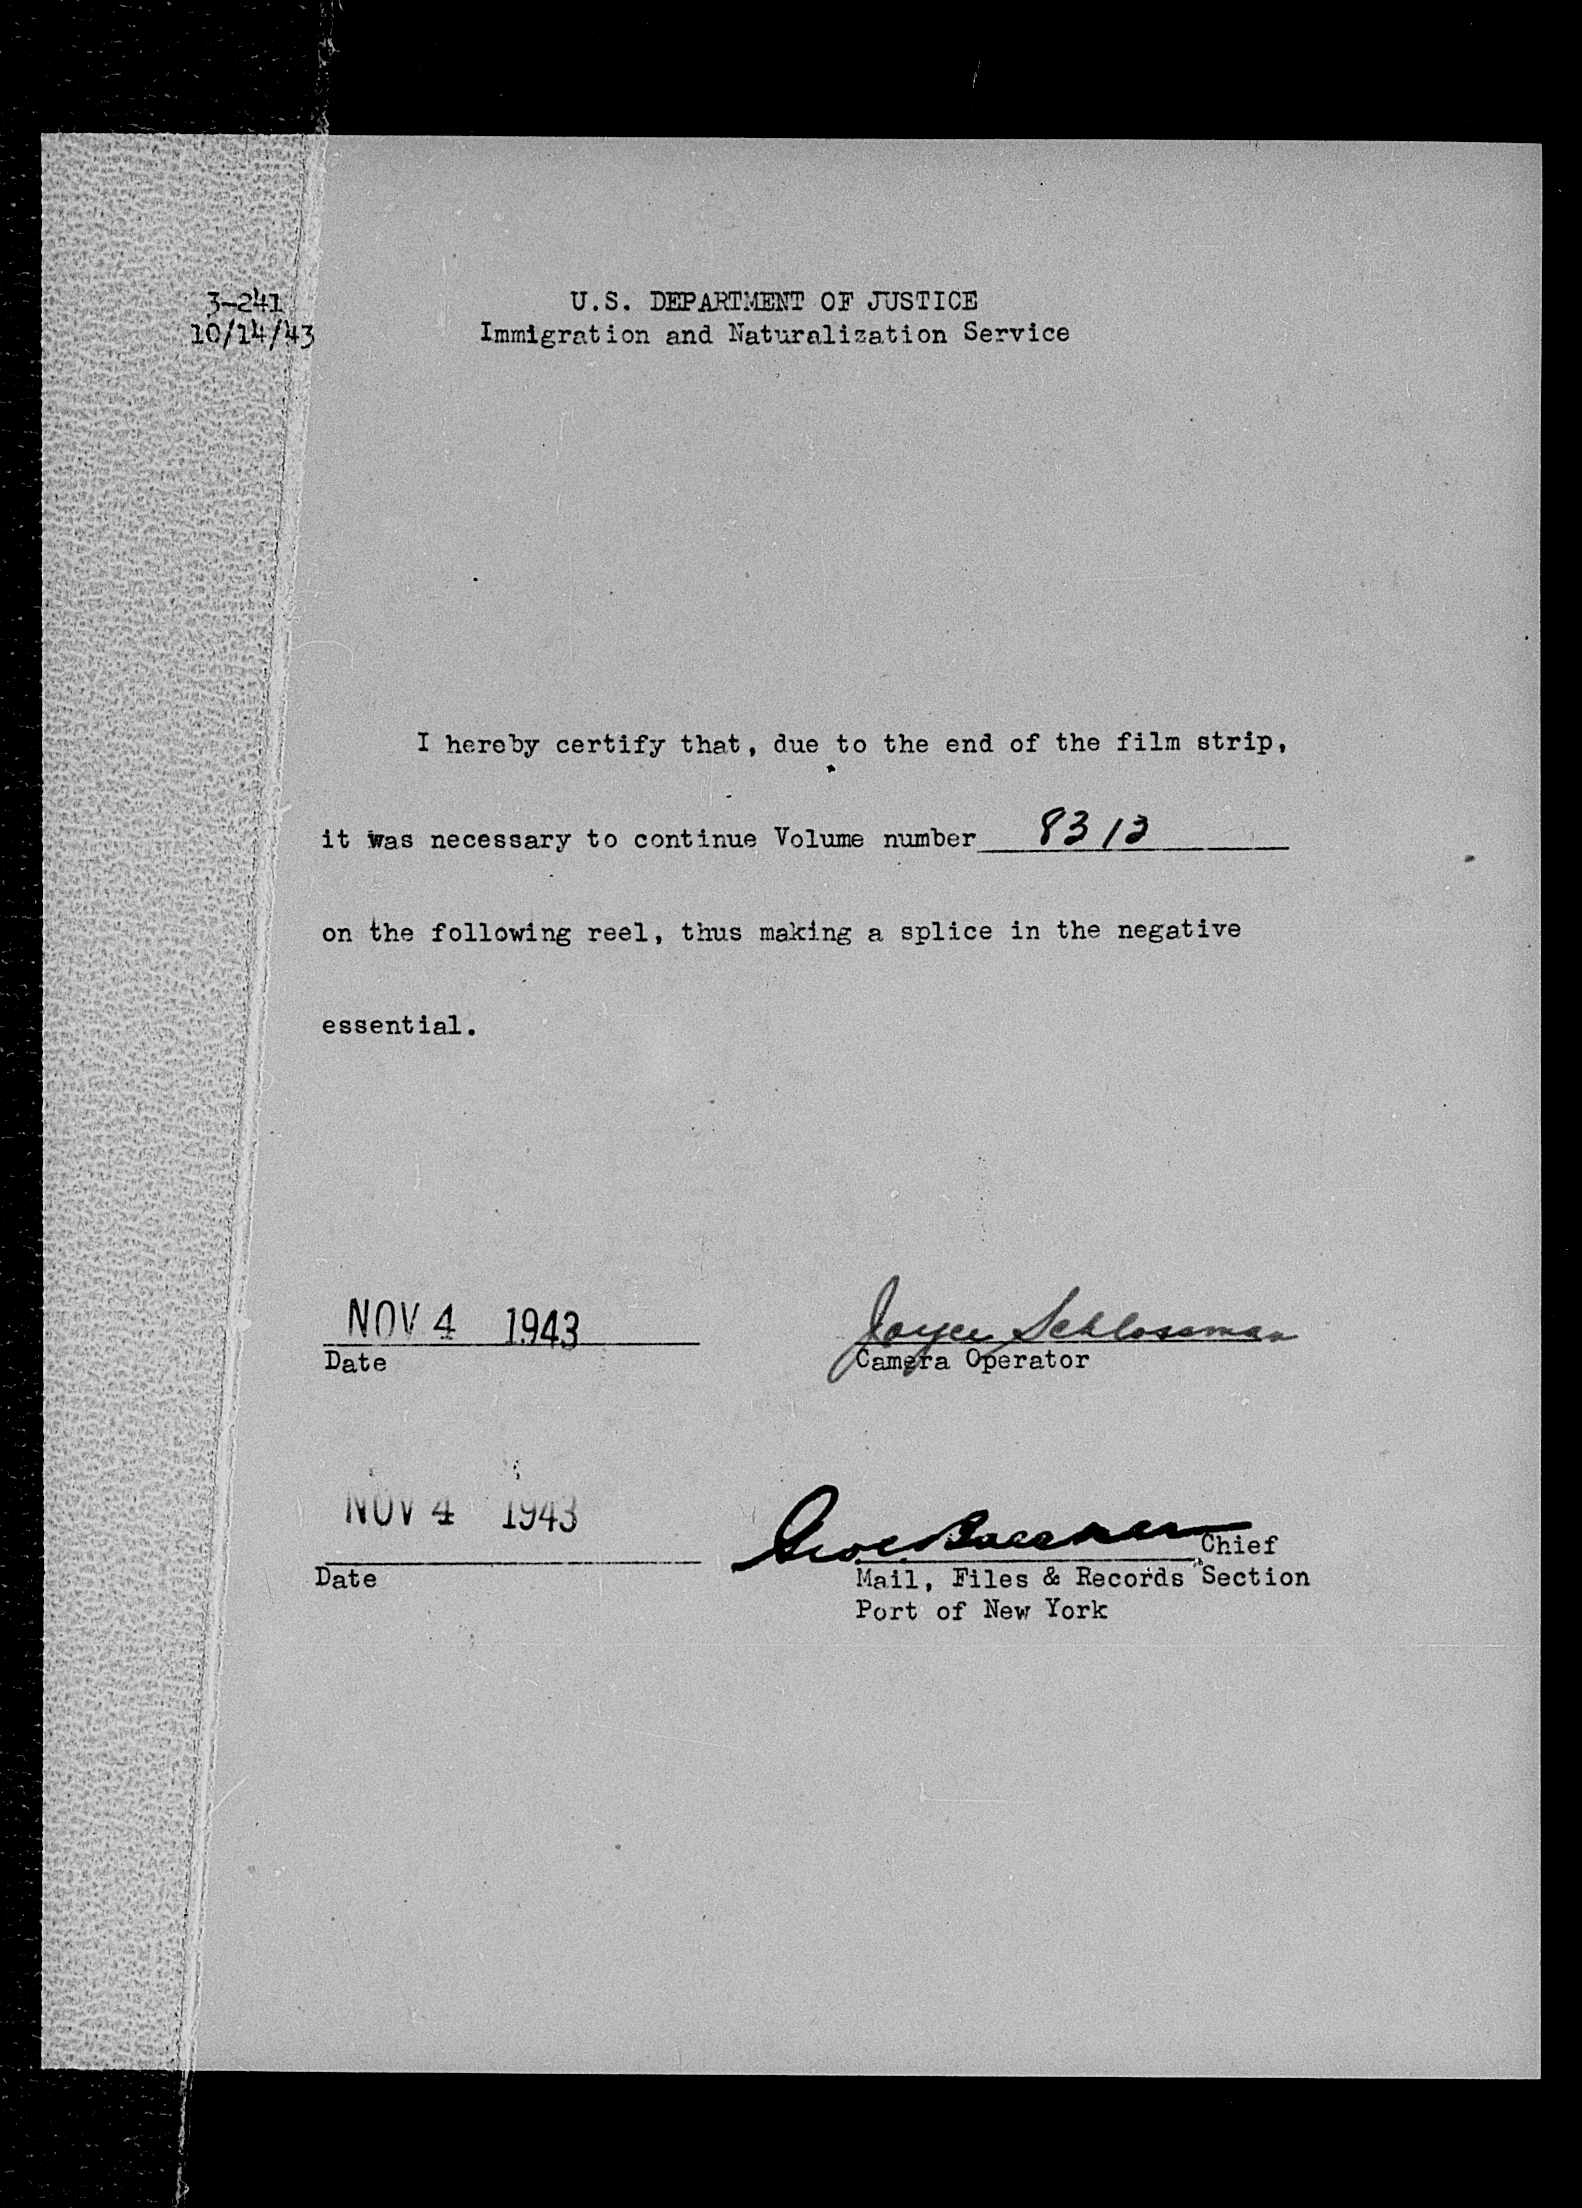 3-241
10/14/43
U.S. DEPARTMENT OF JUSTICE
Immigration and Naturalization Service
I hereby certify that, due to the end of the film strip,
it was necessary to continue Volume number 8312
on the following reel, thus making a splice in the negative
essential.
NOV 4 1943
Date
Joyce Schlossman
Camera Operator
NOV 4 1943
Date
Chief
Mail, Files & Records Section
Port of New York